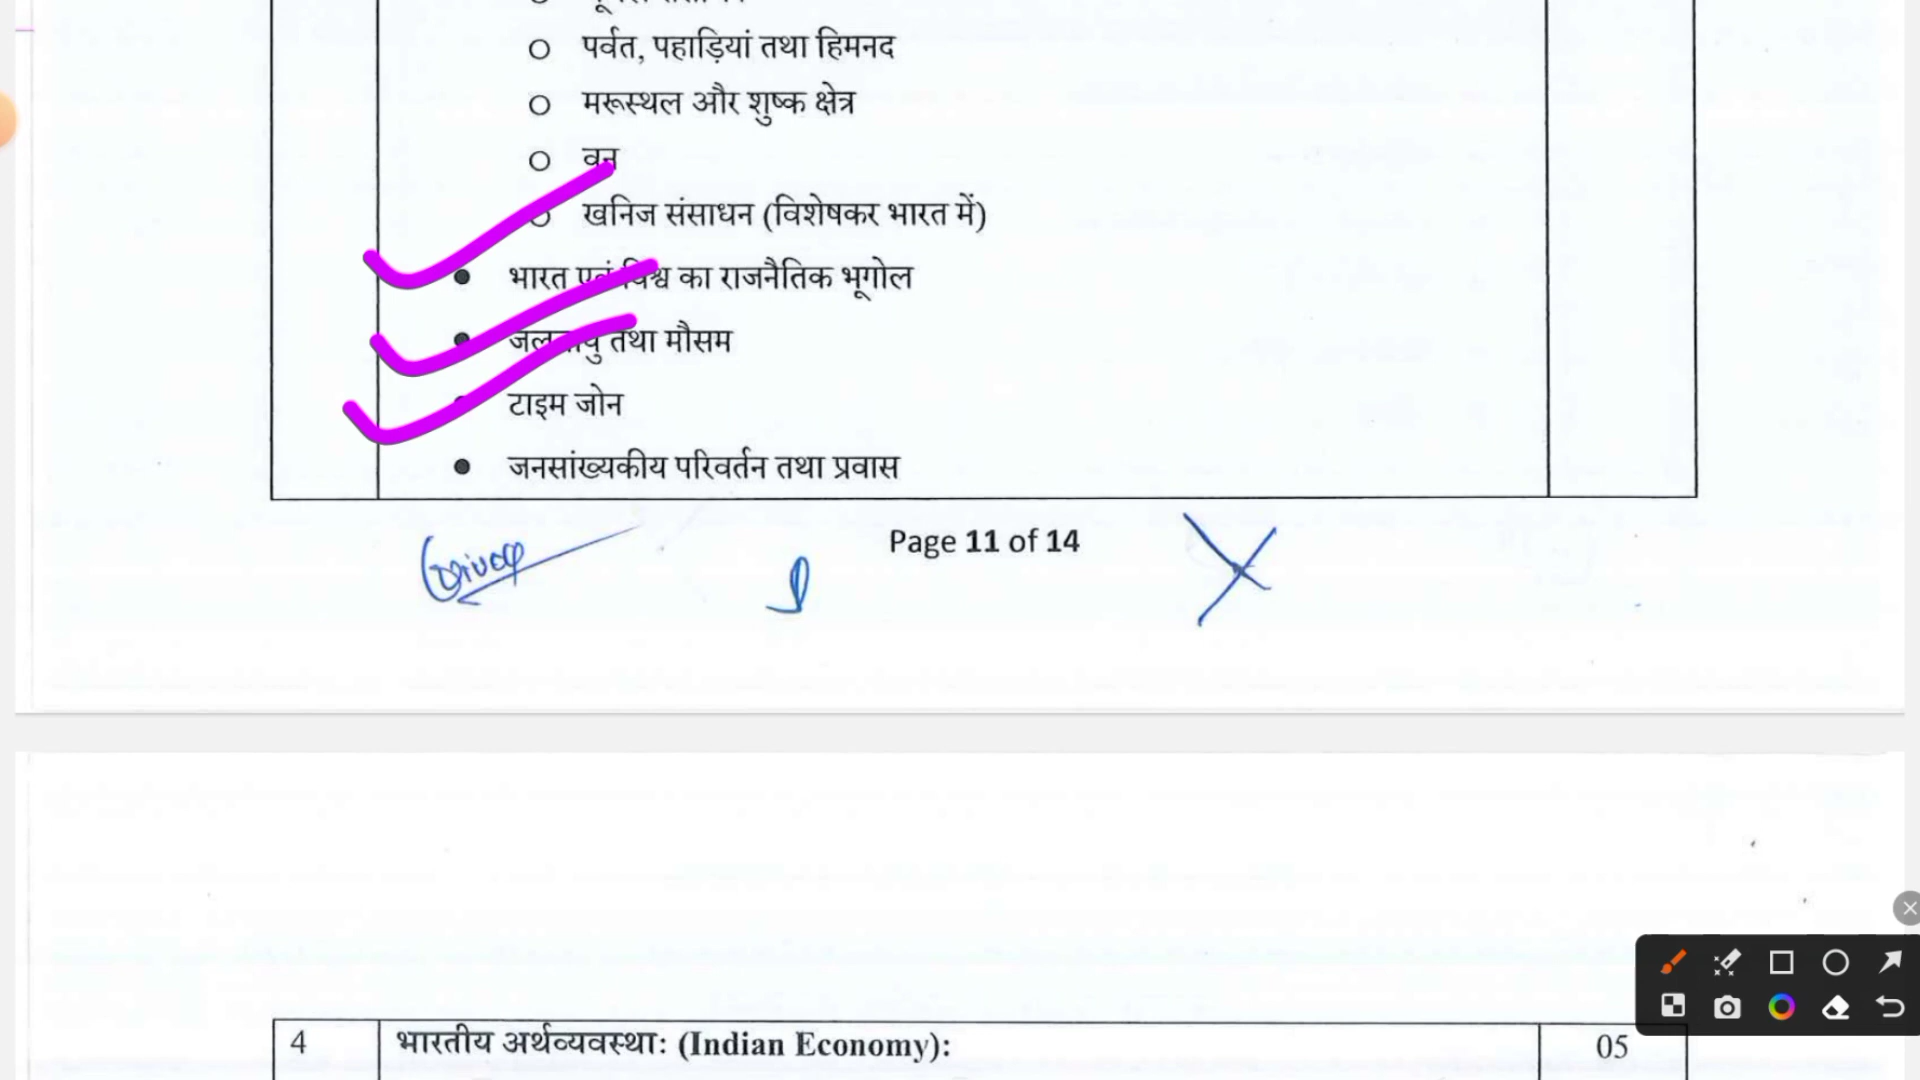 पर्वत, पहाड़ियां तथा हिमनद
मरूस्थल और शुष्क क्षेत्र
वन
खनिज संसाधन (विशेषकर भारत में)
भारत एवं विश्व का राजनैतिक भूगोल
जलवायु तथा मौसम
टाइम जोन
जनसांख्यकीय परिवर्तन तथा प्रवास
Page 11 of 14
4 भारतीय अर्थव्यवस्था: (Indian Economy): 05